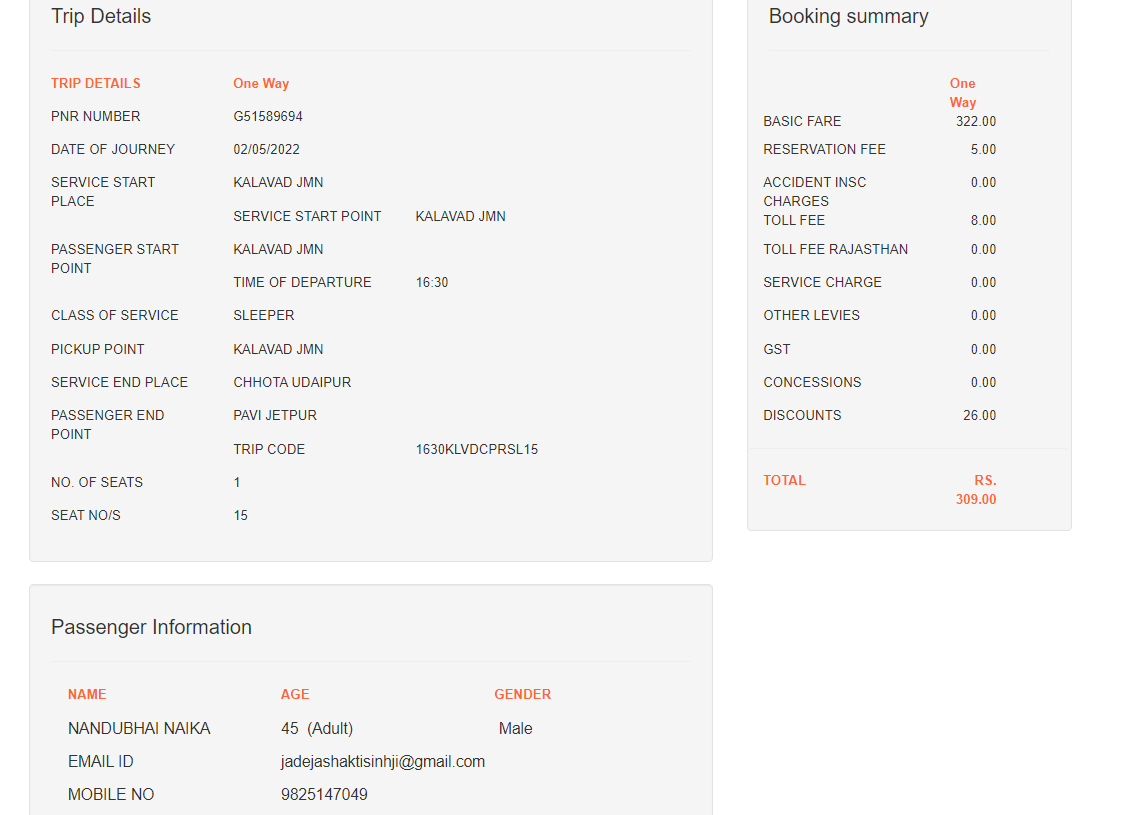 Trip Details
TRIP DETAILS One Way
PNR NUMBER G51589694
DATE OF JOURNEY 02/05/2022
SERVICE START PLACE KALAVAD JMN
SERVICE START POINT KALAVAD JMN
PASSENGER START POINT KALAVAD JMN
TIME OF DEPARTURE 16:30
CLASS OF SERVICE SLEEPER
PICKUP POINT KALAVAD JMN
SERVICE END PLACE CHHOTA UDAIPUR
PASSENGER END POINT PAVI JETPUR
TRIP CODE 1630KLVDCPRSL15
NO. OF SEATS 1
SEAT NO/S 15
Booking summary
One Way
BASIC FARE 322.00
RESERVATION FEE 5.00
ACCIDENT INSC CHARGES 0.00
TOLL FEE 8.00
TOLL FEE RAJASTHAN 0.00
SERVICE CHARGE 0.00
OTHER LEVIES 0.00
GST 0.00
CONCESSIONS 0.00
DISCOUNTS 26.00
TOTAL RS. 309.00
Passenger Information
NAME AGE GENDER
NANDUBHAI NAIKA 45 (Adult) Male
EMAIL ID jadejashaktisinhji@gmail.com
MOBILE NO 9825147049